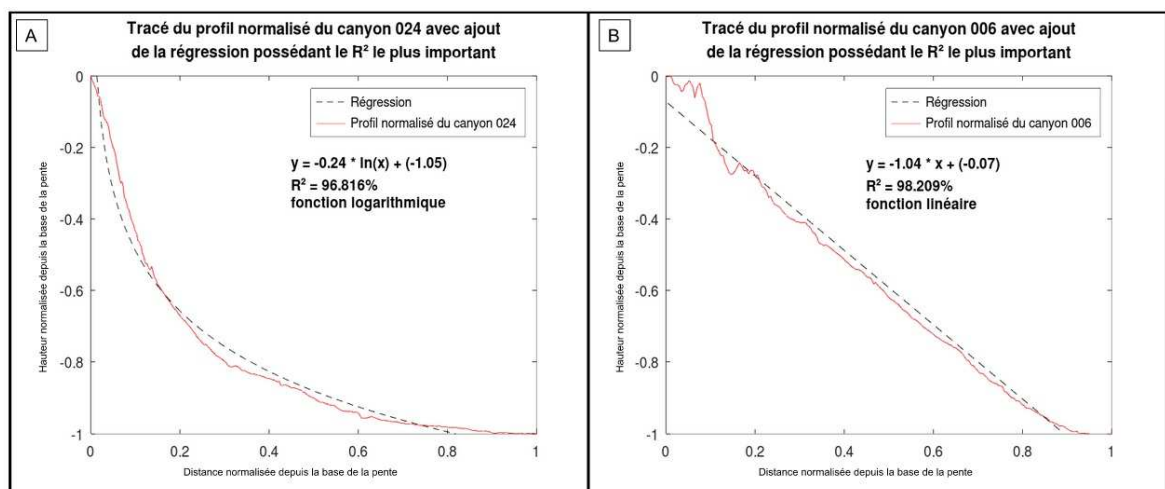 A
Tracé du profil normalisé du canyon 024 avec ajout
de la régression possédant le R² le plus important
Hauteur normalisée depuis la base de la pente
0
-0.2
-0.4
-0.6
-0.8
-1
Régression
Profil normalisé du canyon 024
y = -0.24 * ln(x) + (-1.05)
R² = 96.816%
fonction logarithmique
0 0.2 0.4 0.6 0.8 1
Distance normalisée depuis la base de la pente
B
Tracé du profil normalisé du canyon 006 avec ajout
de la régression possédant le R² le plus important
Hauteur normalisée depuis la base de la pente
0
-0.2
-0.4
-0.6
-0.8
-1
Régression
Profil normalisé du canyon 006
y = -1.04 * x + (-0.07)
R² = 98.209%
fonction linéaire
0 0.2 0.4 0.6 0.8 1
Distance normalisée depuis la base de la pente